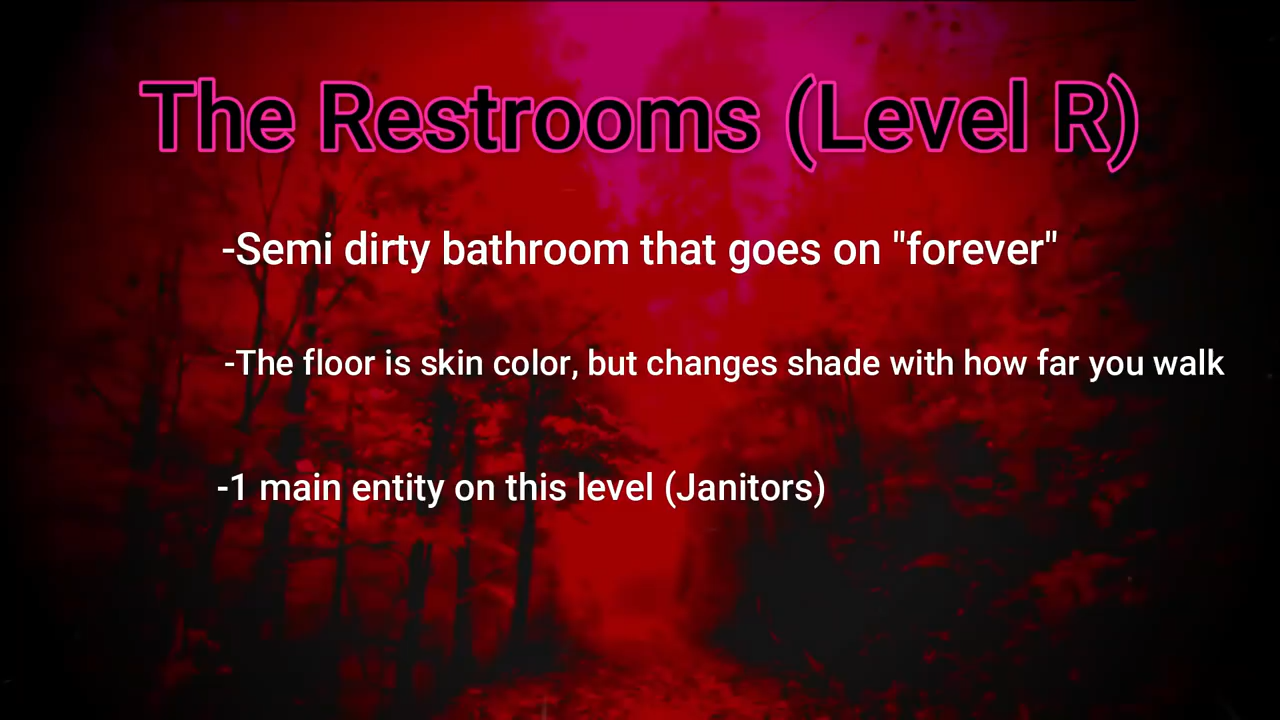 The Restrooms (Level R)
-Semi dirty bathroom that goes on "forever"
-The floor is skin color, but changes shade with how far you walk
-1 main entity on this level (Janitors)